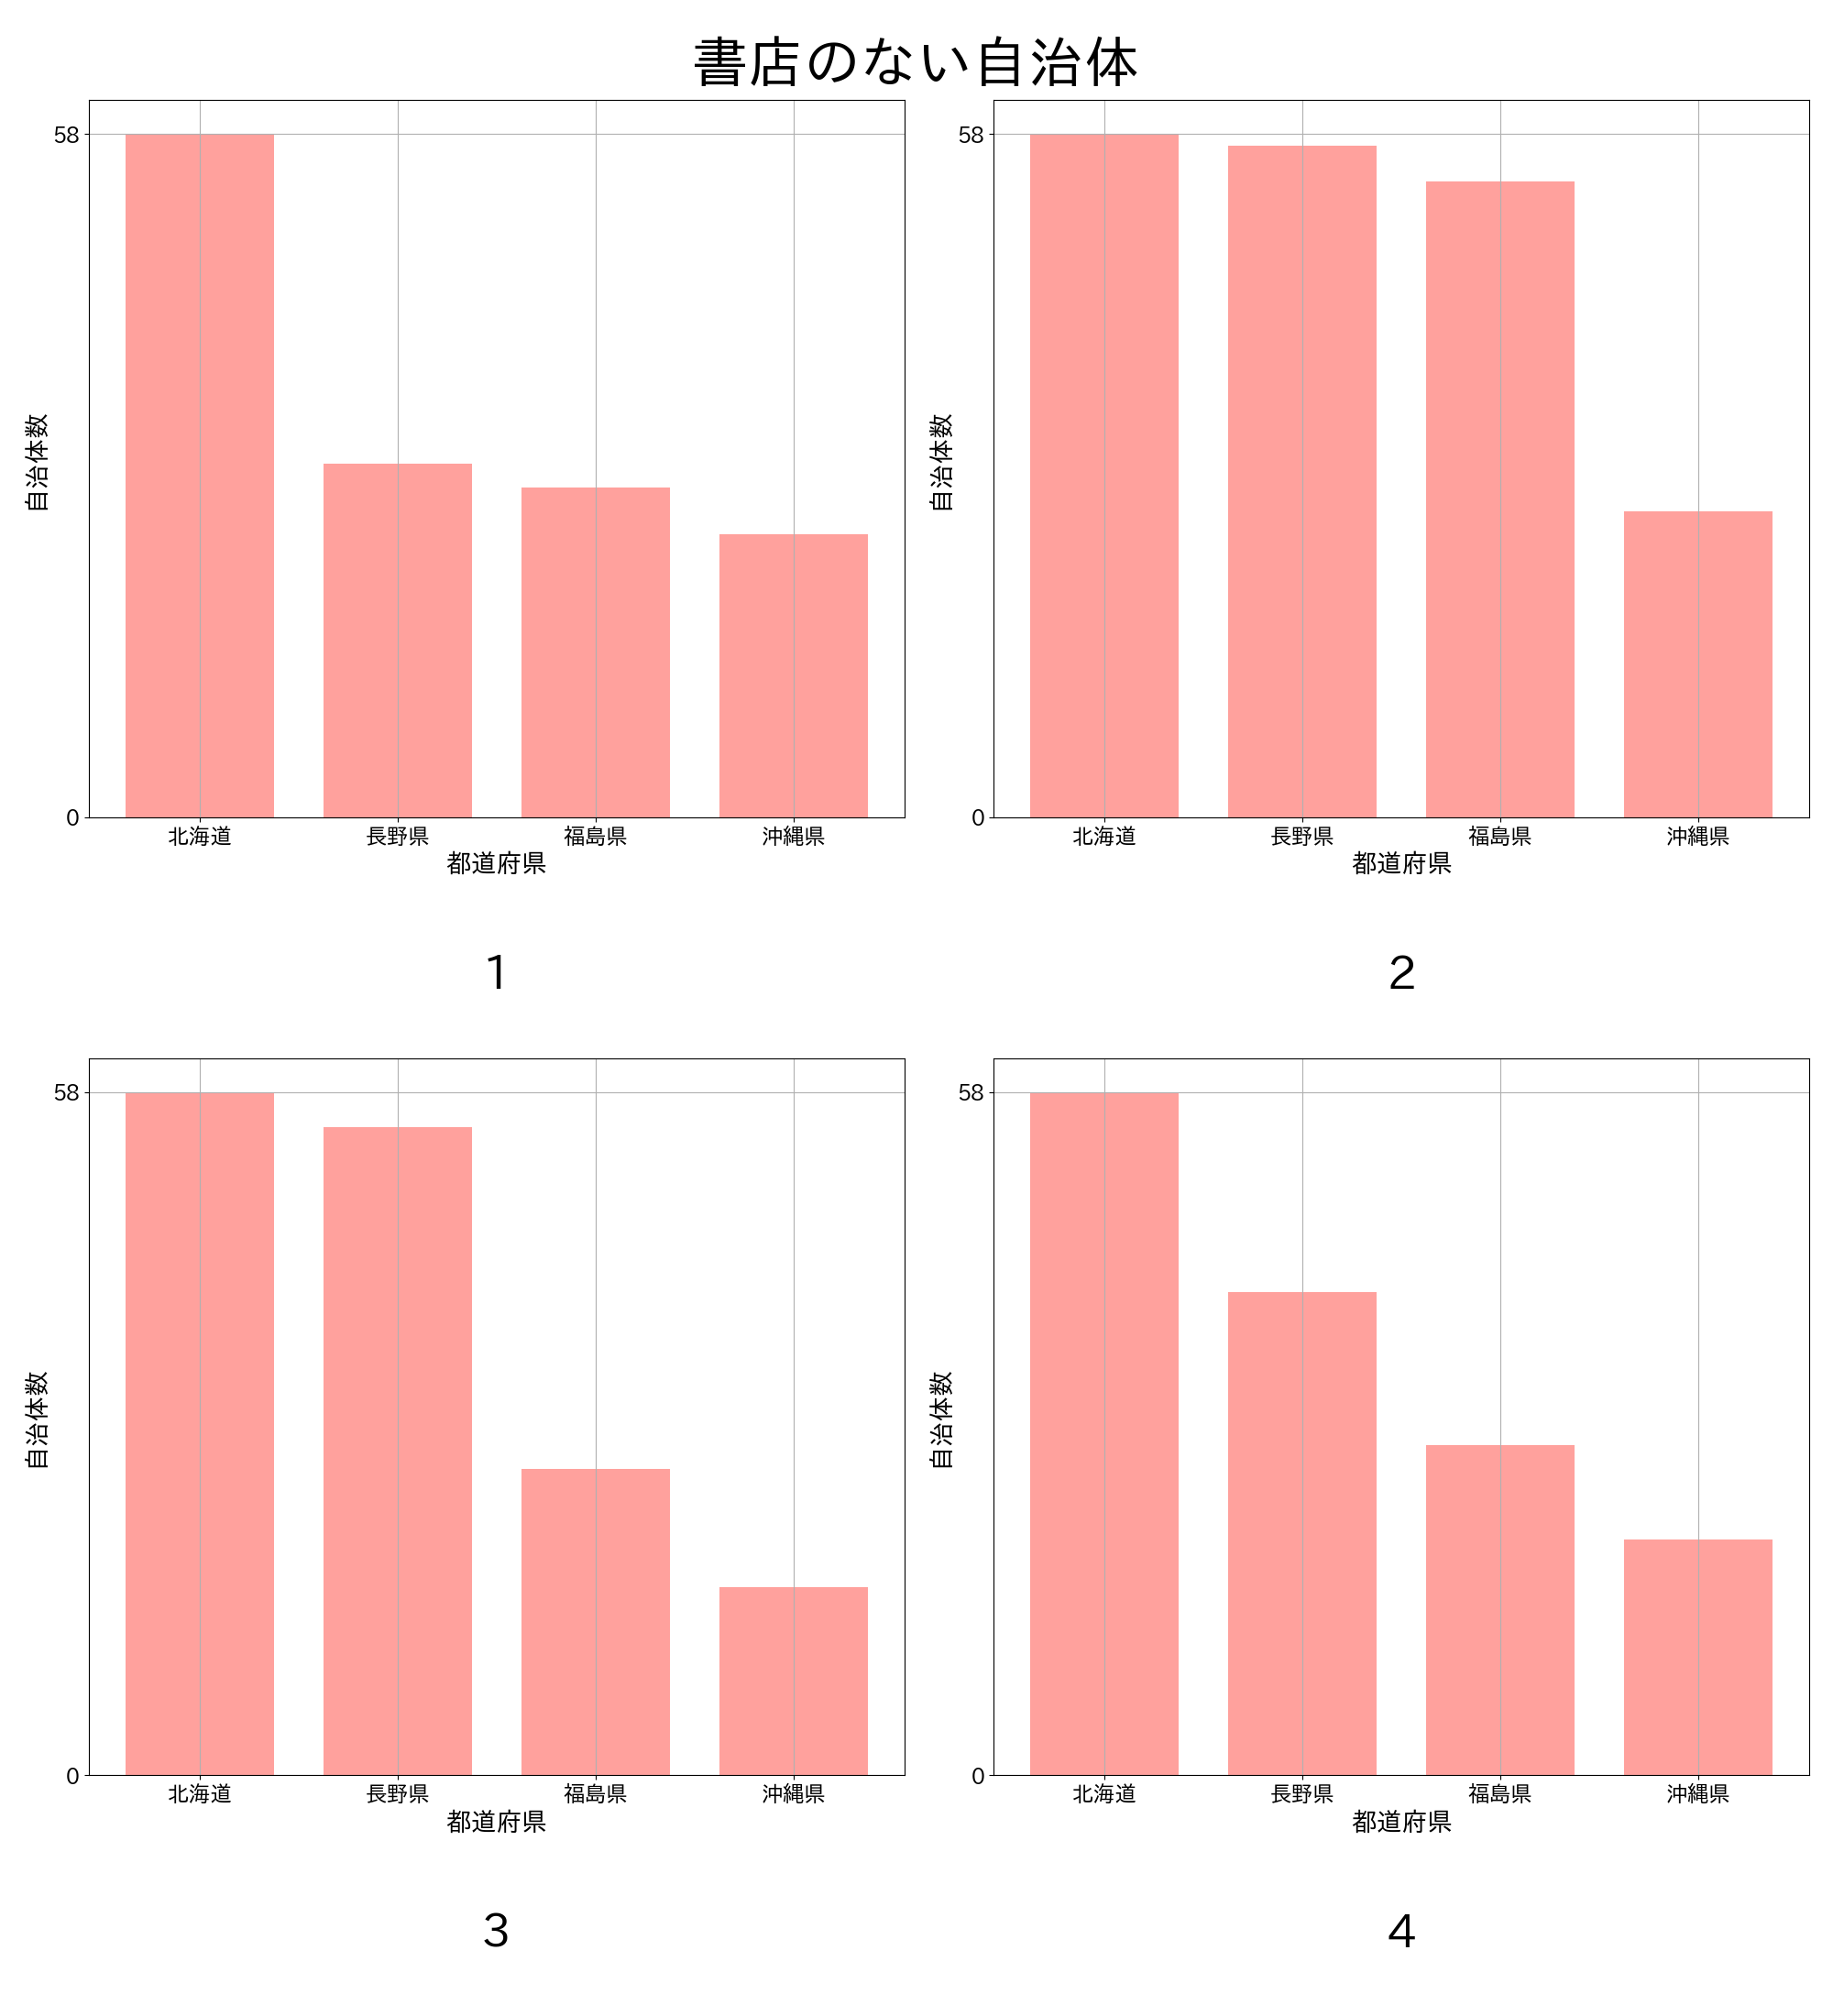 書店のない自治体
58
0
自治体数
北海道 長野県 福島県 沖縄県
都道府県
1
58
0
自治体数
北海道 長野県 福島県 沖縄県
都道府県
2
58
0
自治体数
北海道 長野県 福島県 沖縄県
都道府県
3
58
0
自治体数
北海道 長野県 福島県 沖縄県
都道府県
4